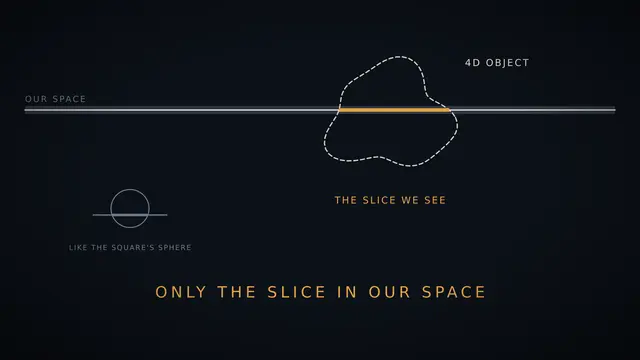 4D OBJECT
OUR SPACE
THE SLICE WE SEE
LIKE THE SQUARE'S SPHERE
ONLY THE SLICE IN OUR SPACE